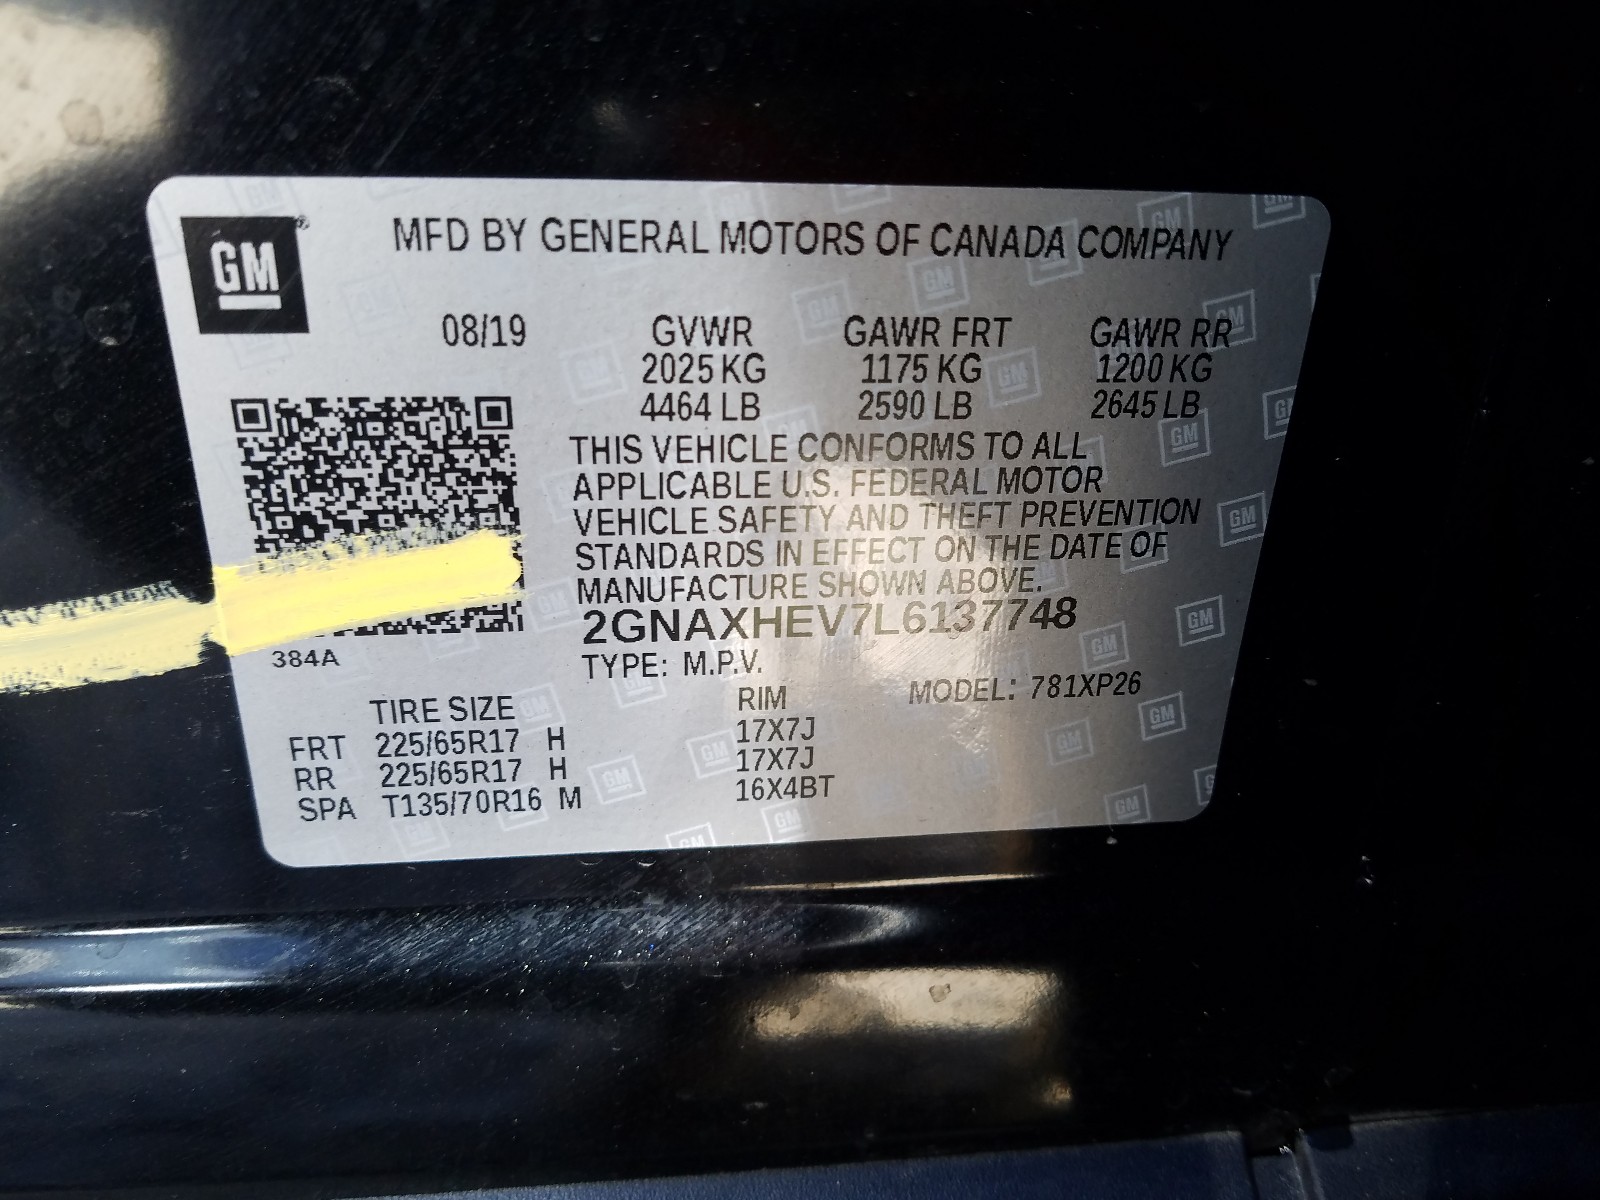 GM®
MFD BY GENERAL MOTORS OF CANADA COMPANY
08/19 GVWR GAWR FRT GAWR RR
2025 KG 1175 KG 1200 KG
4464 LB 2590 LB 2645 LB
THIS VEHICLE CONFORMS TO ALL
APPLICABLE U.S. FEDERAL MOTOR
VEHICLE SAFETY AND THEFT PREVENTION
STANDARDS IN EFFECT ON THE DATE OF
MANUFACTURE SHOWN ABOVE.
2GNAXHEV7L6137748
384A
TYPE: M.P.V. MODEL: 781XP26
TIRE SIZE RIM
FRT 225/65R17 H 17X7J
RR 225/65R17 H 17X7J
SPA T135/70R16 M 16X4BT